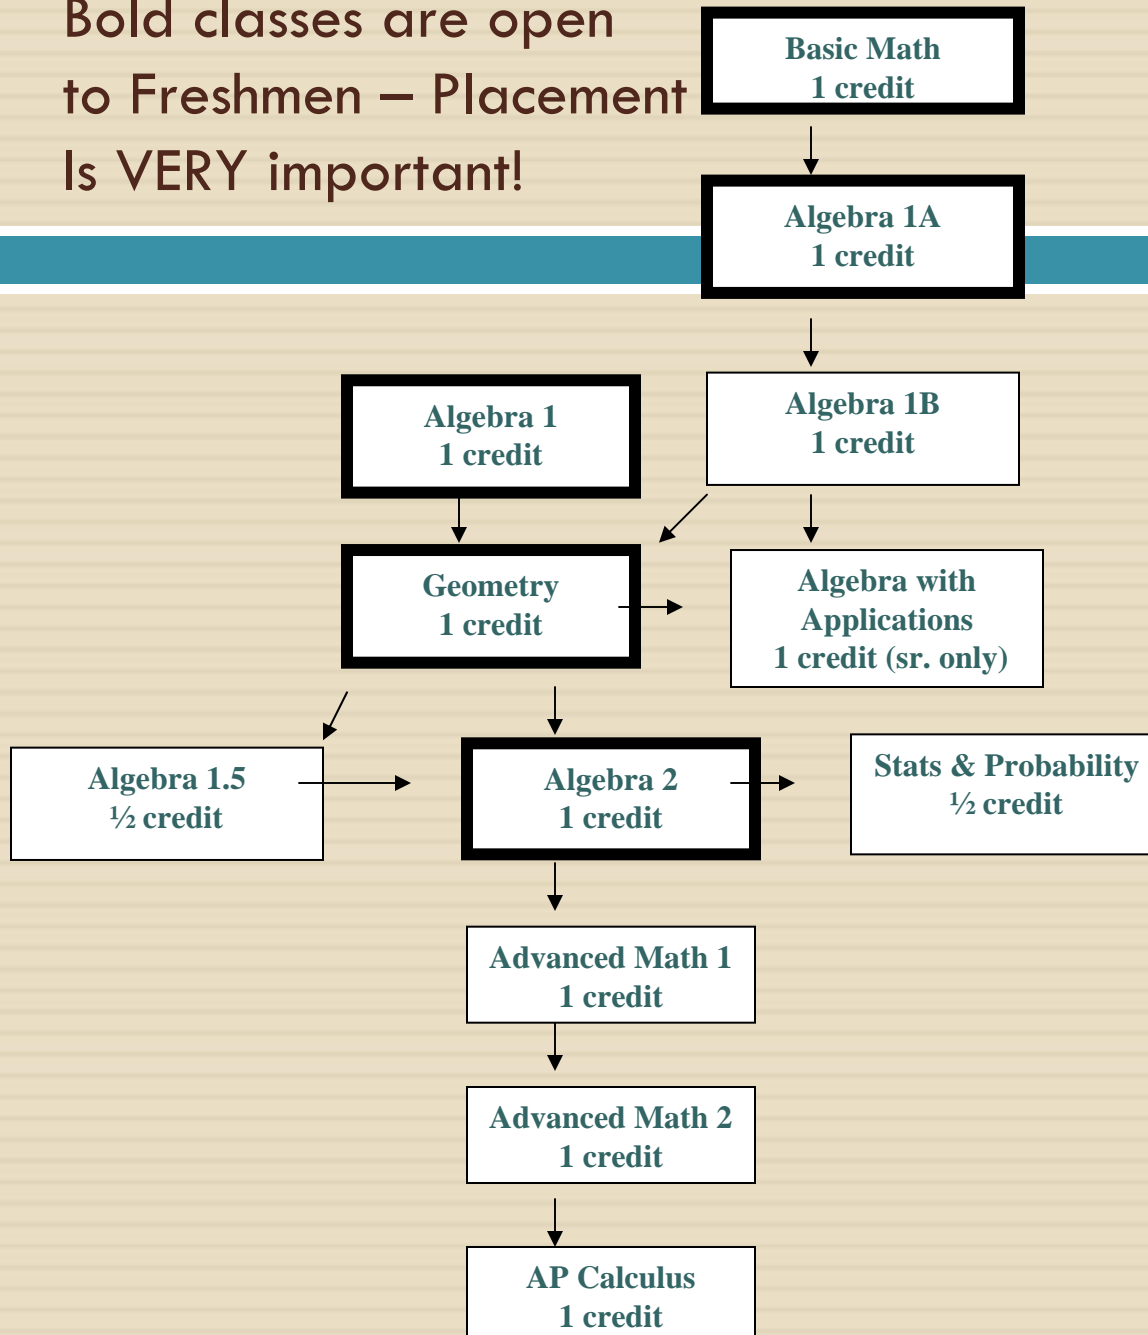 Bold classes are open
to Freshmen – Placement
Is VERY important!
Basic Math
1 credit
Algebra 1A
1 credit
Algebra 1
1 credit
Algebra 1B
1 credit
Geometry
1 credit
Algebra with
Applications
1 credit (sr. only)
Algebra 1.5
½ credit
Algebra 2
1 credit
Stats & Probability
½ credit
Advanced Math 1
1 credit
Advanced Math 2
1 credit
AP Calculus
1 credit